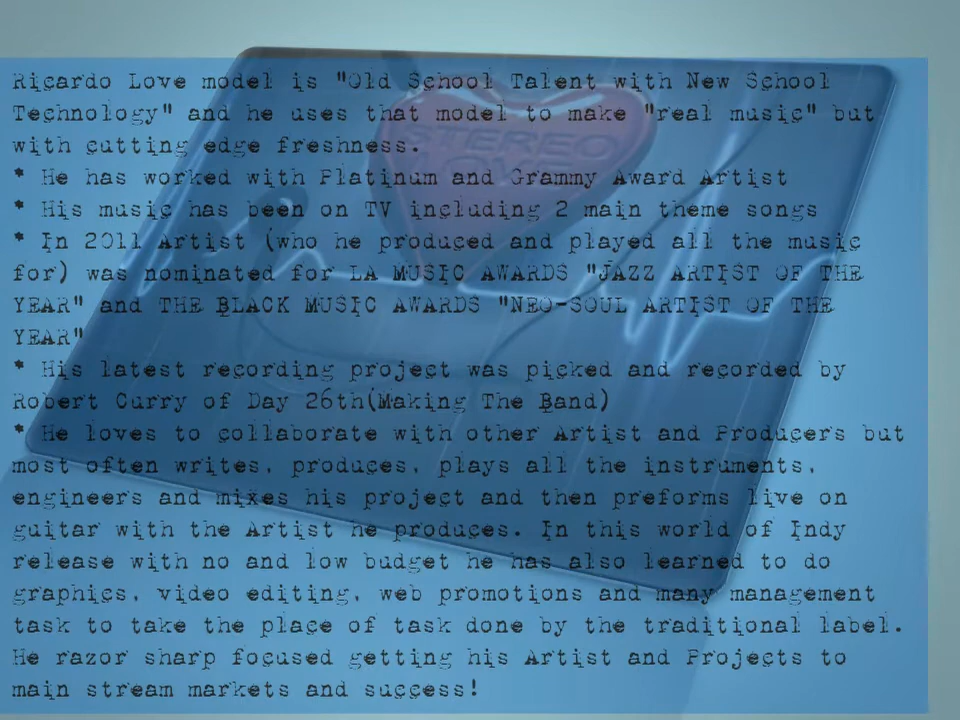 STEREO
LOVE
Ricardo Love model is "Old School Talent with New School
Technology" and he uses that model to make "real music" but
with cutting edge freshness.
* He has worked with Platinum and Grammy Award Artist
* His music has been on TV including 2 main theme songs
* In 2011 Artist (who he produced and played all the music
for) was nominated for LA MUSIC AWARDS "JAZZ ARTIST OF THE
YEAR" and THE BLACK MUSIC AWARDS "NEO-SOUL ARTIST OF THE
YEAR"
* His latest recording project was picked and recorded by
Robert Curry of Day 26th(Making The Band)
* He loves to collaborate with other Artist and Producers but
most often writes, produces, plays all the instruments,
engineers and mixes his project and then preforms live on
guitar with the Artist he produces. In this world of Indy
release with no and low budget he has also learned to do
graphics, video editing, web promotions and many management
task to take the place of task done by the traditional label.
He razor sharp focused getting his Artist and Projects to
main stream markets and success!